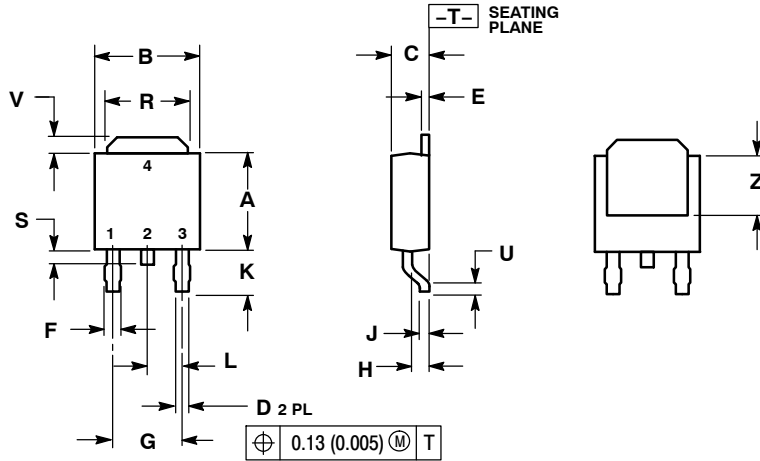 –T– SEATING
PLANE
C
B
V
R
E
4
A
Z
S
1 2 3
U
K
F
J
L
H
D 2 PL
G
⌖ 0.13 (0.005) Ⓜ T